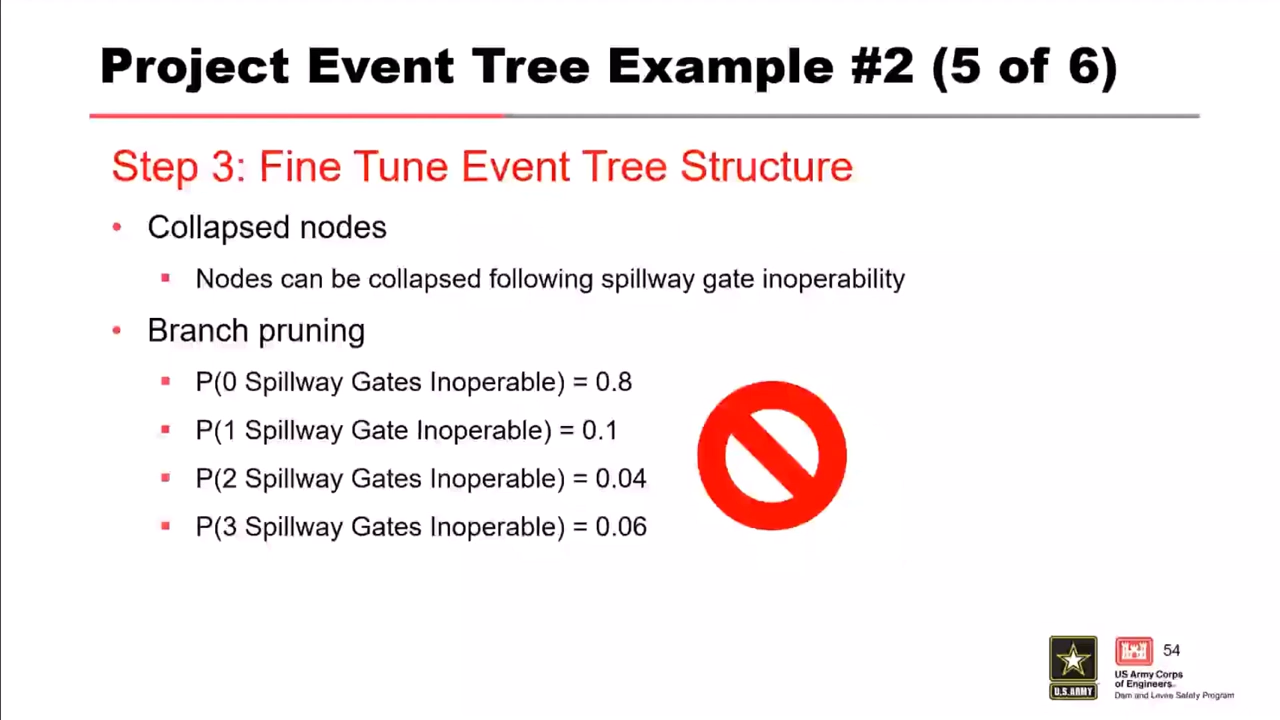 Project Event Tree Example #2 (5 of 6)
Step 3: Fine Tune Event Tree Structure
• Collapsed nodes
▪ Nodes can be collapsed following spillway gate inoperability
• Branch pruning
▪ P(0 Spillway Gates Inoperable) = 0.8
▪ P(1 Spillway Gate Inoperable) = 0.1
▪ P(2 Spillway Gates Inoperable) = 0.04
▪ P(3 Spillway Gates Inoperable) = 0.06
54
U.S.ARMY
US Army Corps
of Engineers
Dam and Levee Safety Program